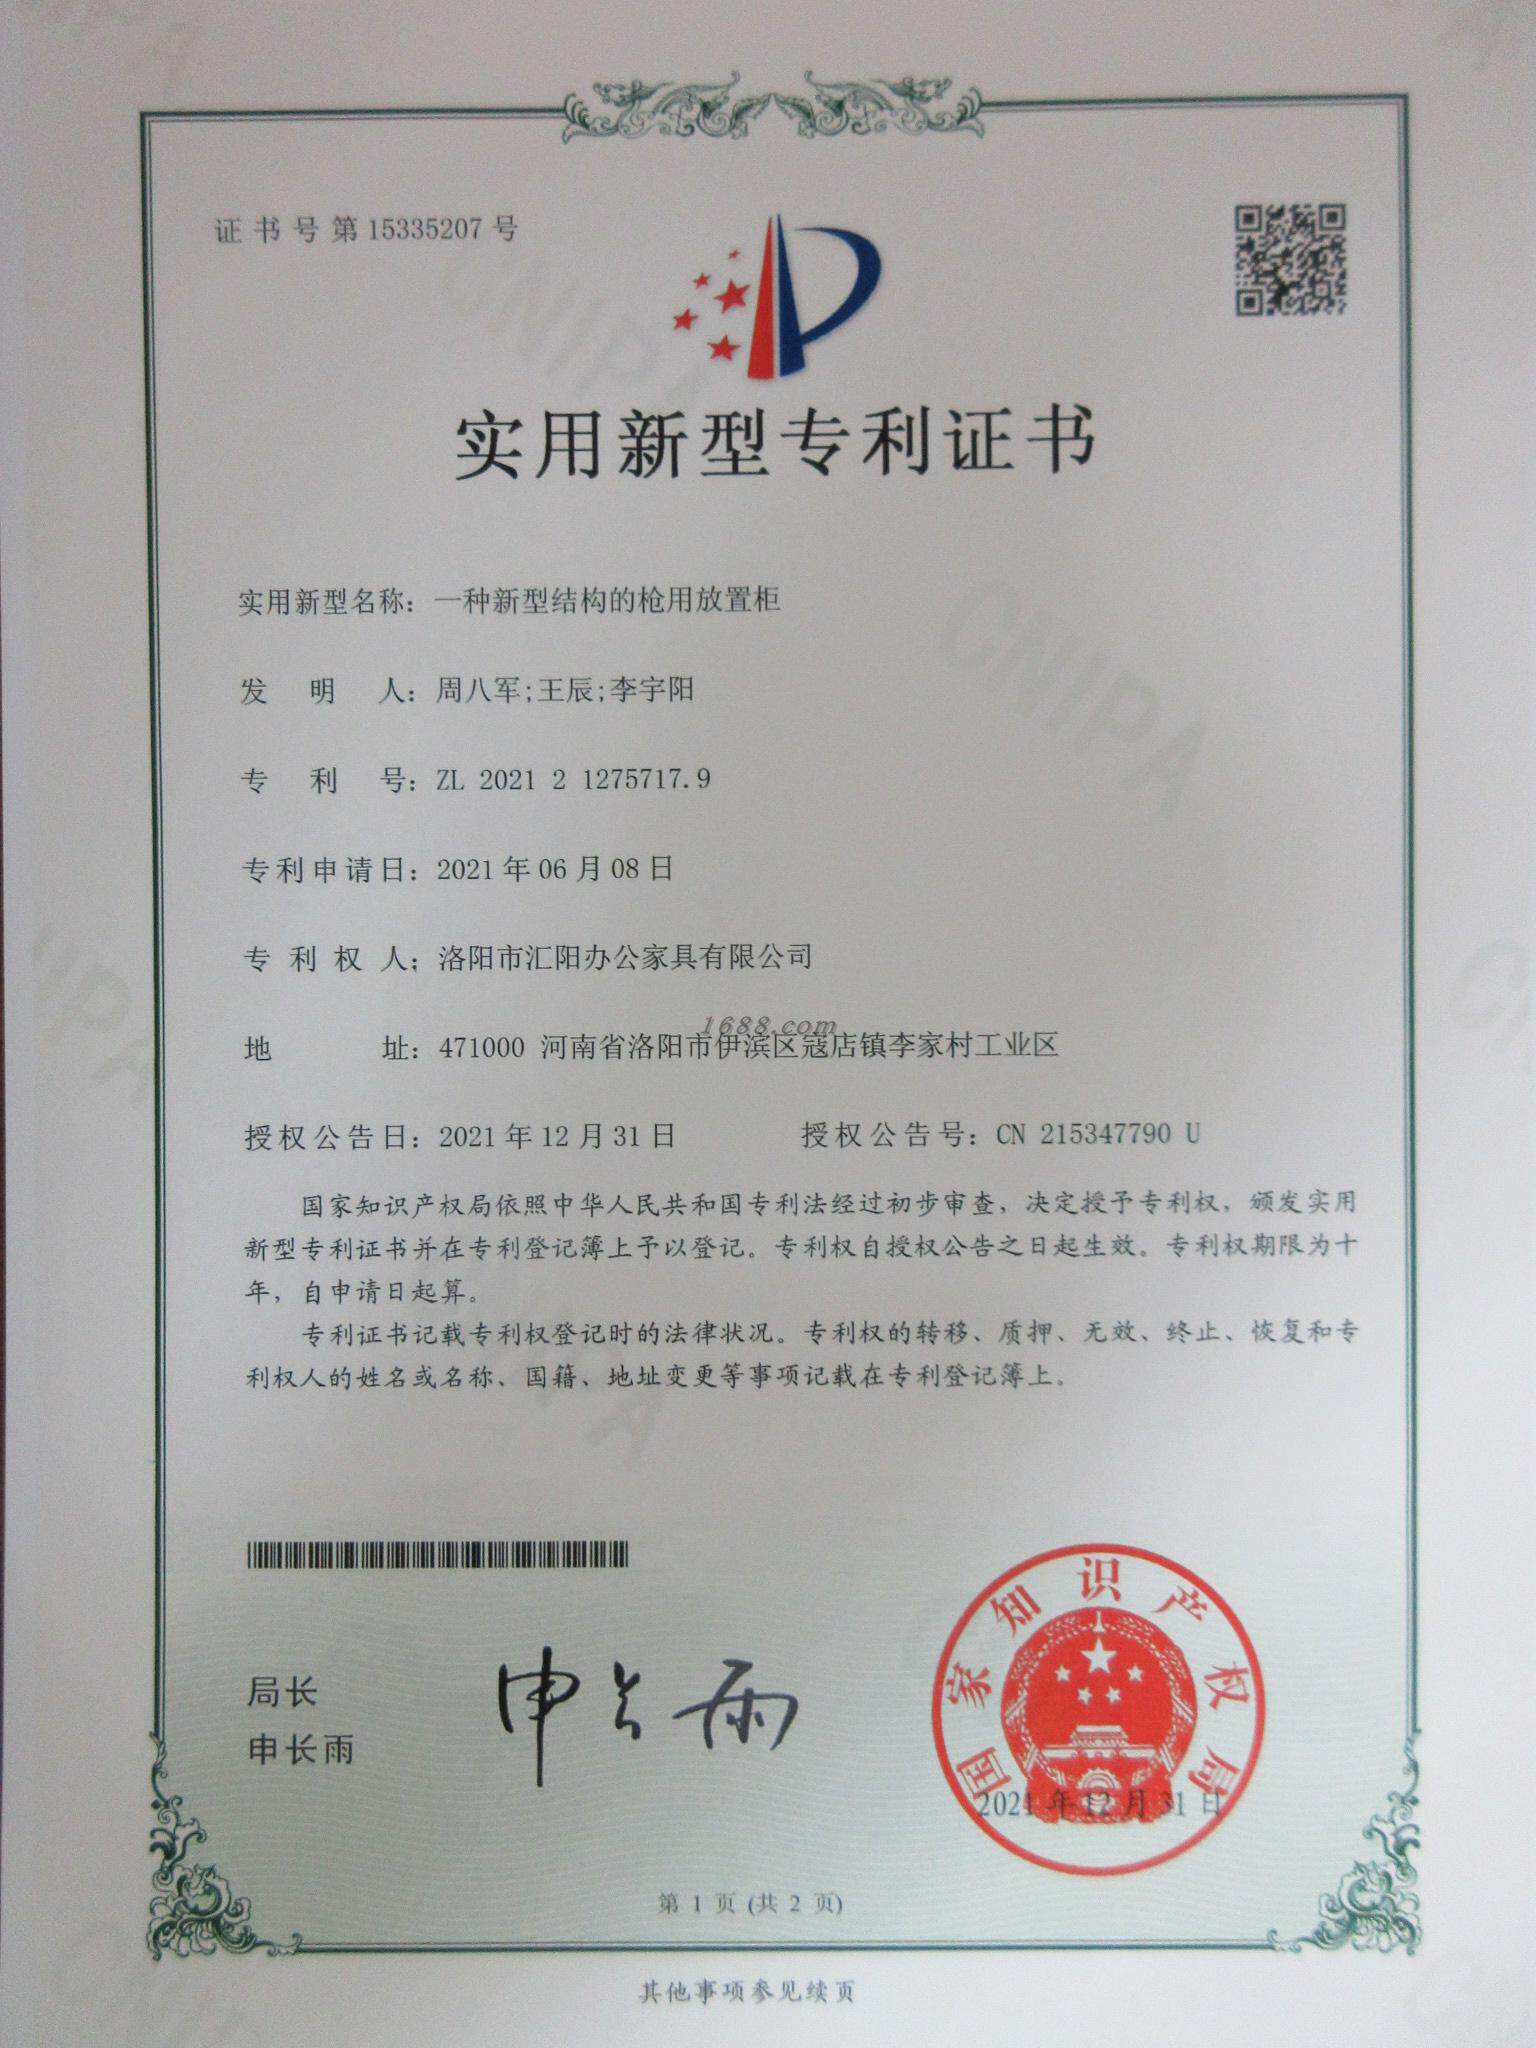 证书号第15335207号
实用新型专利证书
实用新型名称：一种新型结构的枪用放置柜
发明人：周八军;王辰;李宇阳
专利号：ZL 2021 2 1275717.9
专利申请日：2021年06月08日
专利权人：洛阳市汇阳办公家具有限公司
1688.com
地址：471000 河南省洛阳市伊滨区寇店镇李家村工业区
授权公告日：2021年12月31日 授权公告号：CN 215347790 U
国家知识产权局依照中华人民共和国专利法经过初步审查，决定授予专利权，颁发实用
新型专利证书并在专利登记簿上予以登记。专利权自授权公告之日起生效。专利权期限为十
年，自申请日起算。
专利证书记载专利权登记时的法律状况。专利权的转移、质押、无效、终止、恢复和专
利权人的姓名或名称、国籍、地址变更等事项记载在专利登记簿上。
局长
申长雨
申长雨
国家知识产权局
2021年12月31日
第 1 页 (共 2 页)
其他事项参见续页
CNIPA
CNIPA